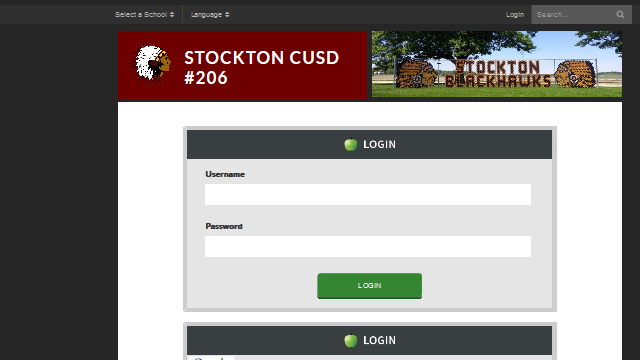 Select a School
Language
Login
Search...
STOCKTON CUSD
#206
STOCKTON
BLACKHAWKS
LOGIN
Username
Password
LOGIN
LOGIN